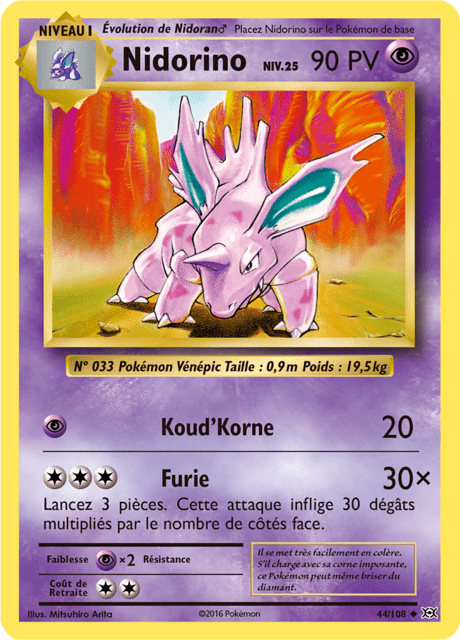 NIVEAU 1 Évolution de Nidoran♂ Placez Nidorino sur le Pokémon de base
Nidorino NIV.25 90 PV
N° 033 Pokémon Vénépic Taille : 0,9 m Poids : 19,5 kg
Koud'Korne 20
Furie 30×
Lancez 3 pièces. Cette attaque inflige 30 dégâts
multipliés par le nombre de côtés face.
Faiblesse ×2 Résistance
Coût de
Retraite
Il se met très facilement en colère.
S'il charge avec sa corne imposante,
ce Pokémon peut même briser du
diamant.
Illus. Mitsuhiro Arita ©2016 Pokémon 44/108 ◆